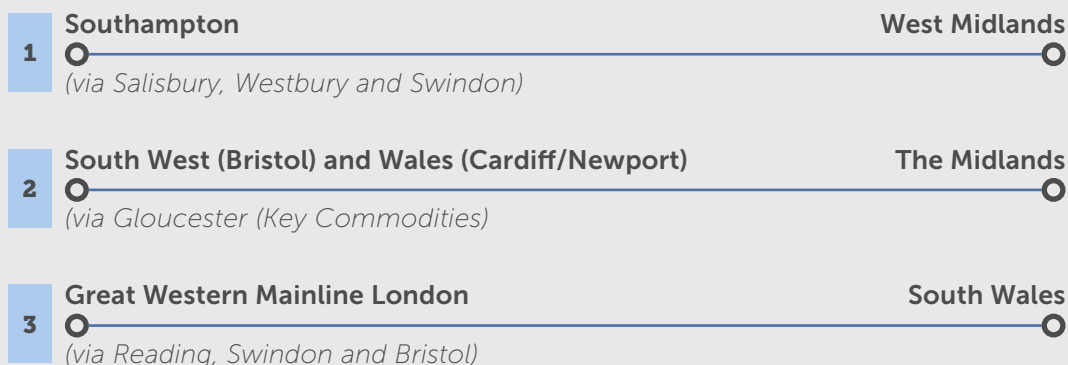 Southampton West Midlands
1
(via Salisbury, Westbury and Swindon)
South West (Bristol) and Wales (Cardiff/Newport) The Midlands
2
(via Gloucester (Key Commodities)
Great Western Mainline London South Wales
3
(via Reading, Swindon and Bristol)